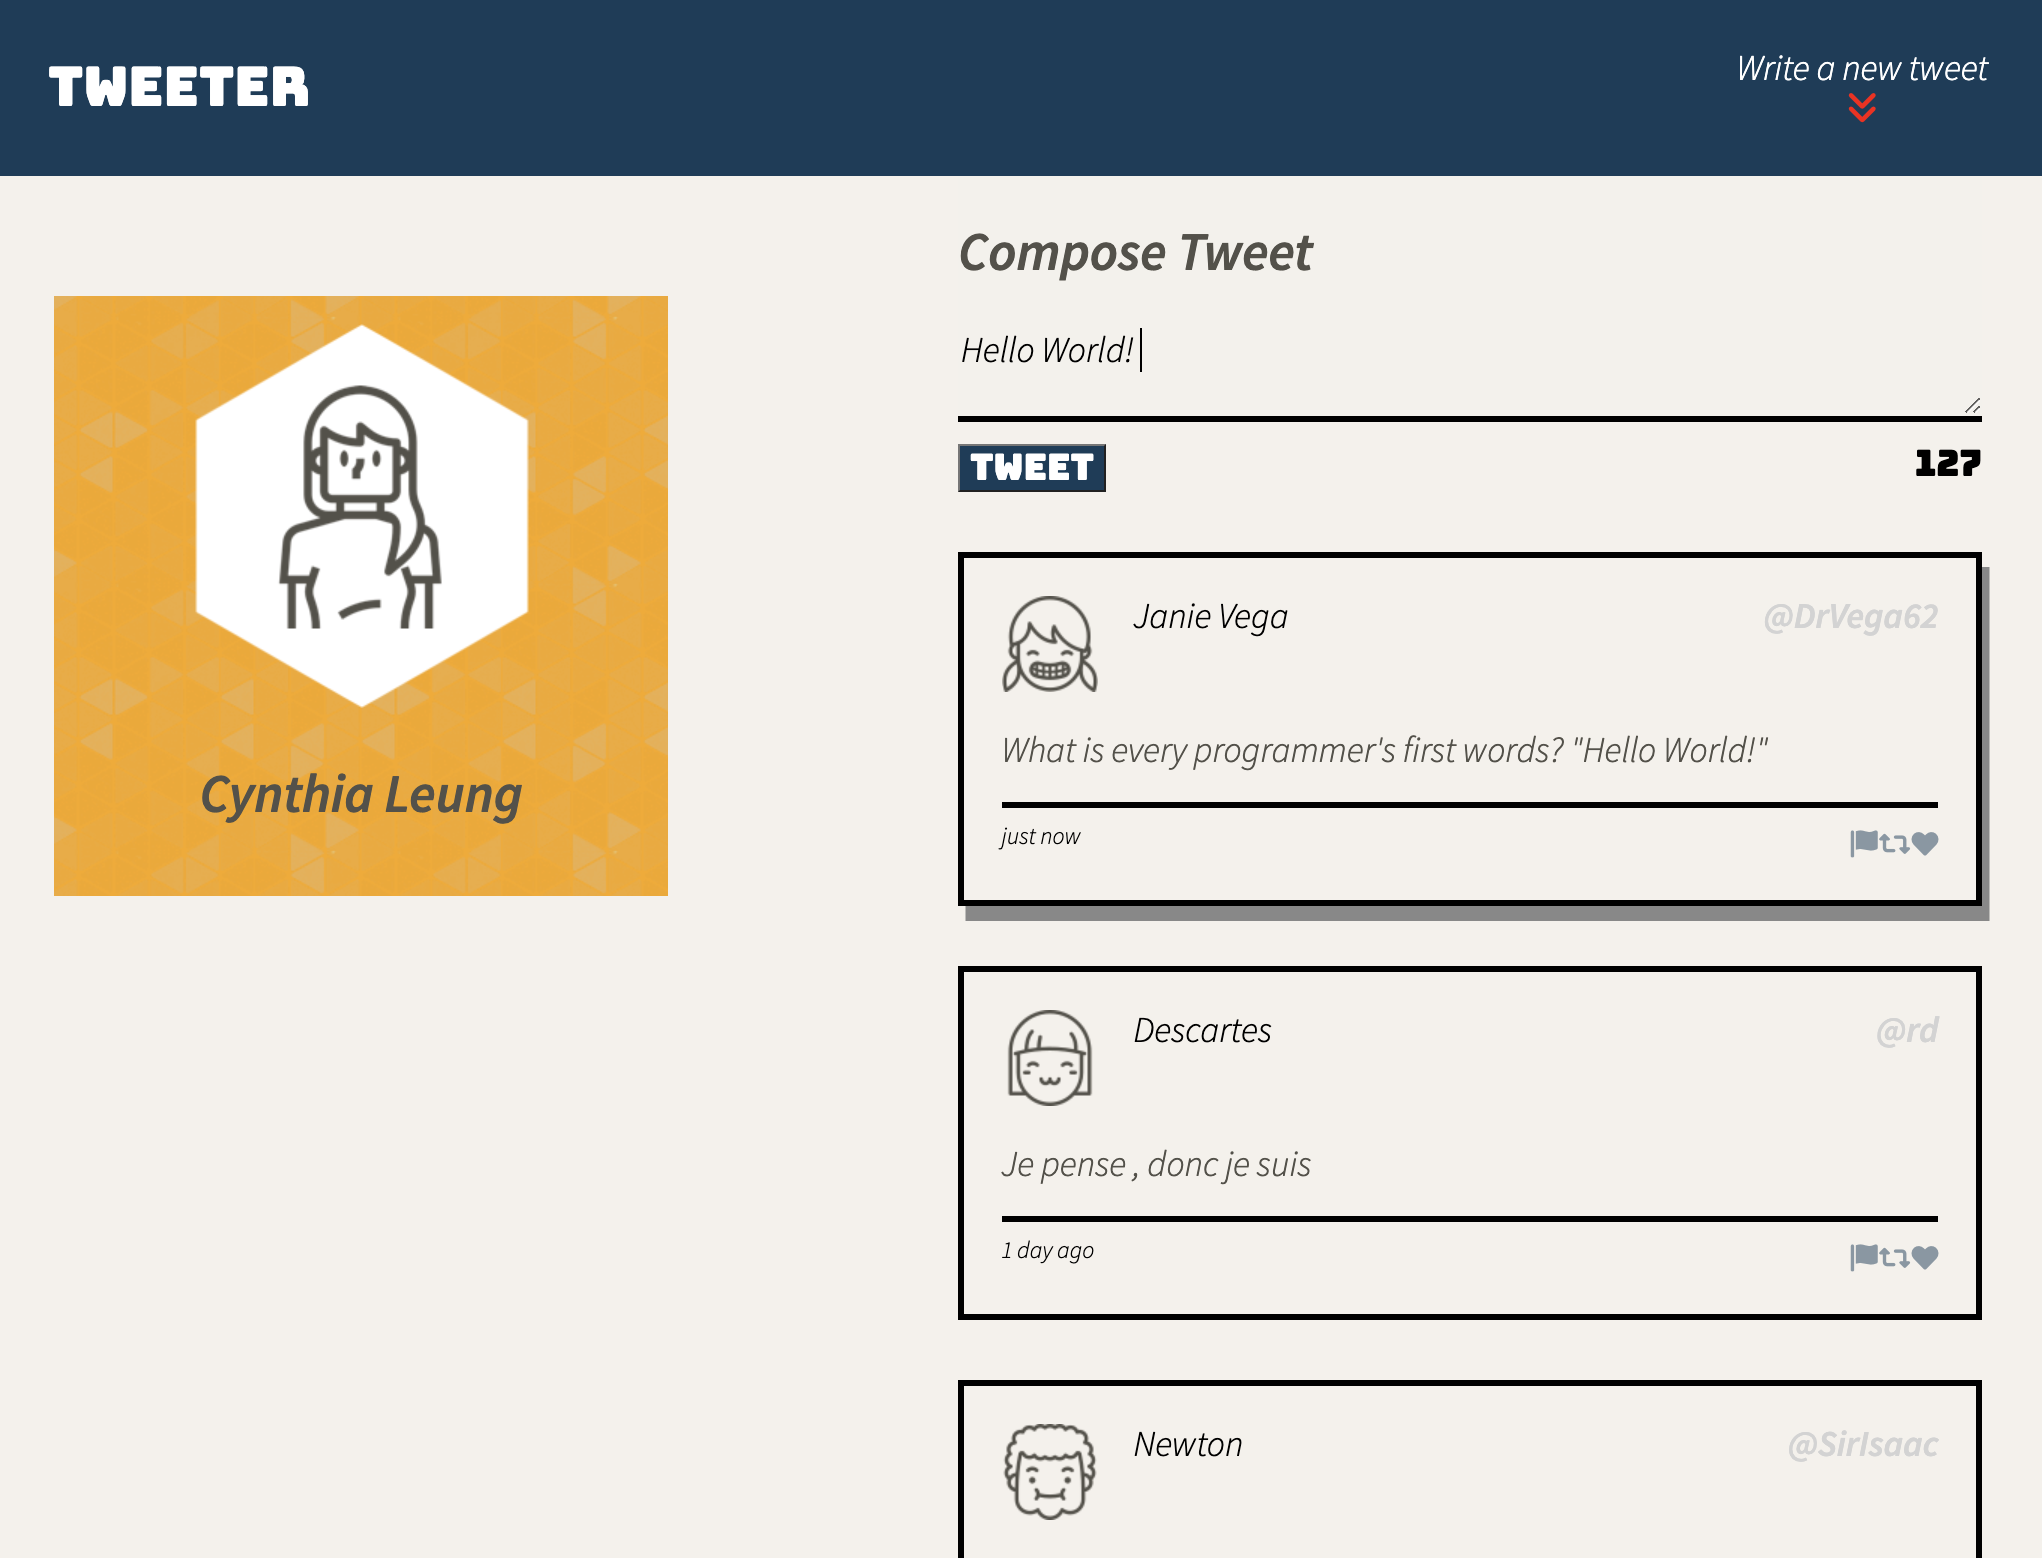 TWEETER
Write a new tweet
Cynthia Leung
Compose Tweet
Hello World!
TWEET
127
Janie Vega
@DrVega62
What is every programmer's first words? "Hello World!"
just now
Descartes
@rd
Je pense , donc je suis
1 day ago
Newton
@SirIsaac